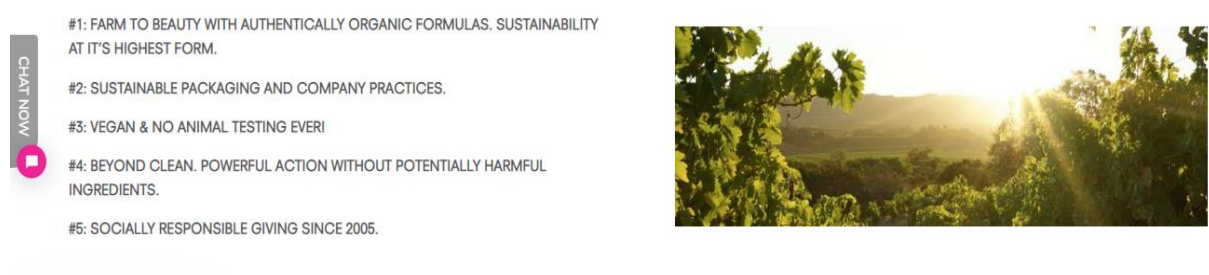 #1: FARM TO BEAUTY WITH AUTHENTICALLY ORGANIC FORMULAS. SUSTAINABILITY
AT IT'S HIGHEST FORM.
#2: SUSTAINABLE PACKAGING AND COMPANY PRACTICES.
#3: VEGAN & NO ANIMAL TESTING EVER!
#4: BEYOND CLEAN. POWERFUL ACTION WITHOUT POTENTIALLY HARMFUL
INGREDIENTS.
#5: SOCIALLY RESPONSIBLE GIVING SINCE 2005.
CHAT NOW